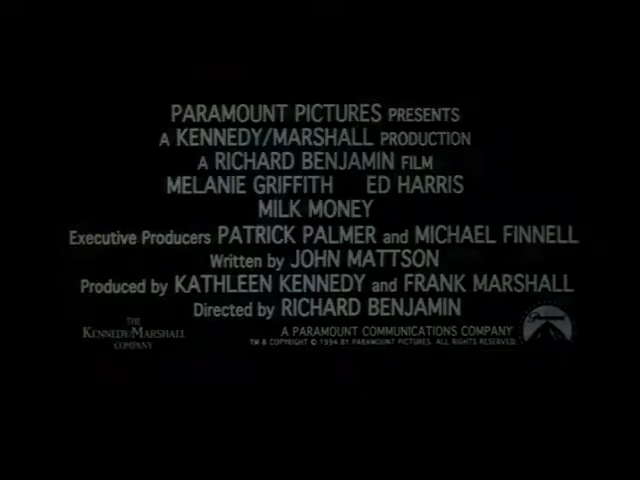 PARAMOUNT PICTURES PRESENTS
A KENNEDY/MARSHALL PRODUCTION
A RICHARD BENJAMIN FILM
MELANIE GRIFFITH ED HARRIS
MILK MONEY
Executive Producers PATRICK PALMER and MICHAEL FINNELL
Written by JOHN MATTSON
Produced by KATHLEEN KENNEDY and FRANK MARSHALL
Directed by RICHARD BENJAMIN
THE
KENNEDY/MARSHALL
COMPANY
A PARAMOUNT COMMUNICATIONS COMPANY
TM & COPYRIGHT © 1994 BY PARAMOUNT PICTURES. ALL RIGHTS RESERVED.
Paramount